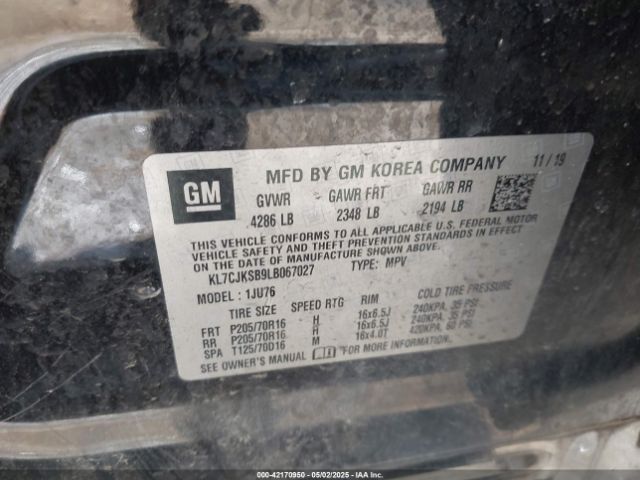 GM
MFD BY GM KOREA COMPANY 11/19
GVWR GAWR FRT GAWR RR
4286 LB 2348 LB 2194 LB
THIS VEHICLE CONFORMS TO ALL APPLICABLE U.S. FEDERAL MOTOR
VEHICLE SAFETY AND THEFT PREVENTION STANDARDS IN EFFECT
ON THE DATE OF MANUFACTURE SHOWN ABOVE.
KL7CJKSB9LB067027 TYPE: MPV
MODEL: 1JU76
TIRE SIZE SPEED RTG RIM COLD TIRE PRESSURE
FRT P205/70R16 H 16x6.5J 240KPA, 35 PSI
RR P205/70R16 H 16x6.5J 240KPA, 35 PSI
SPA T125/70D16 M 16x4.0T 420KPA, 60 PSI
SEE OWNER'S MANUAL FOR ADDITIONAL INFORMATION
000-42170950 05/02/2025 IAAI.COM